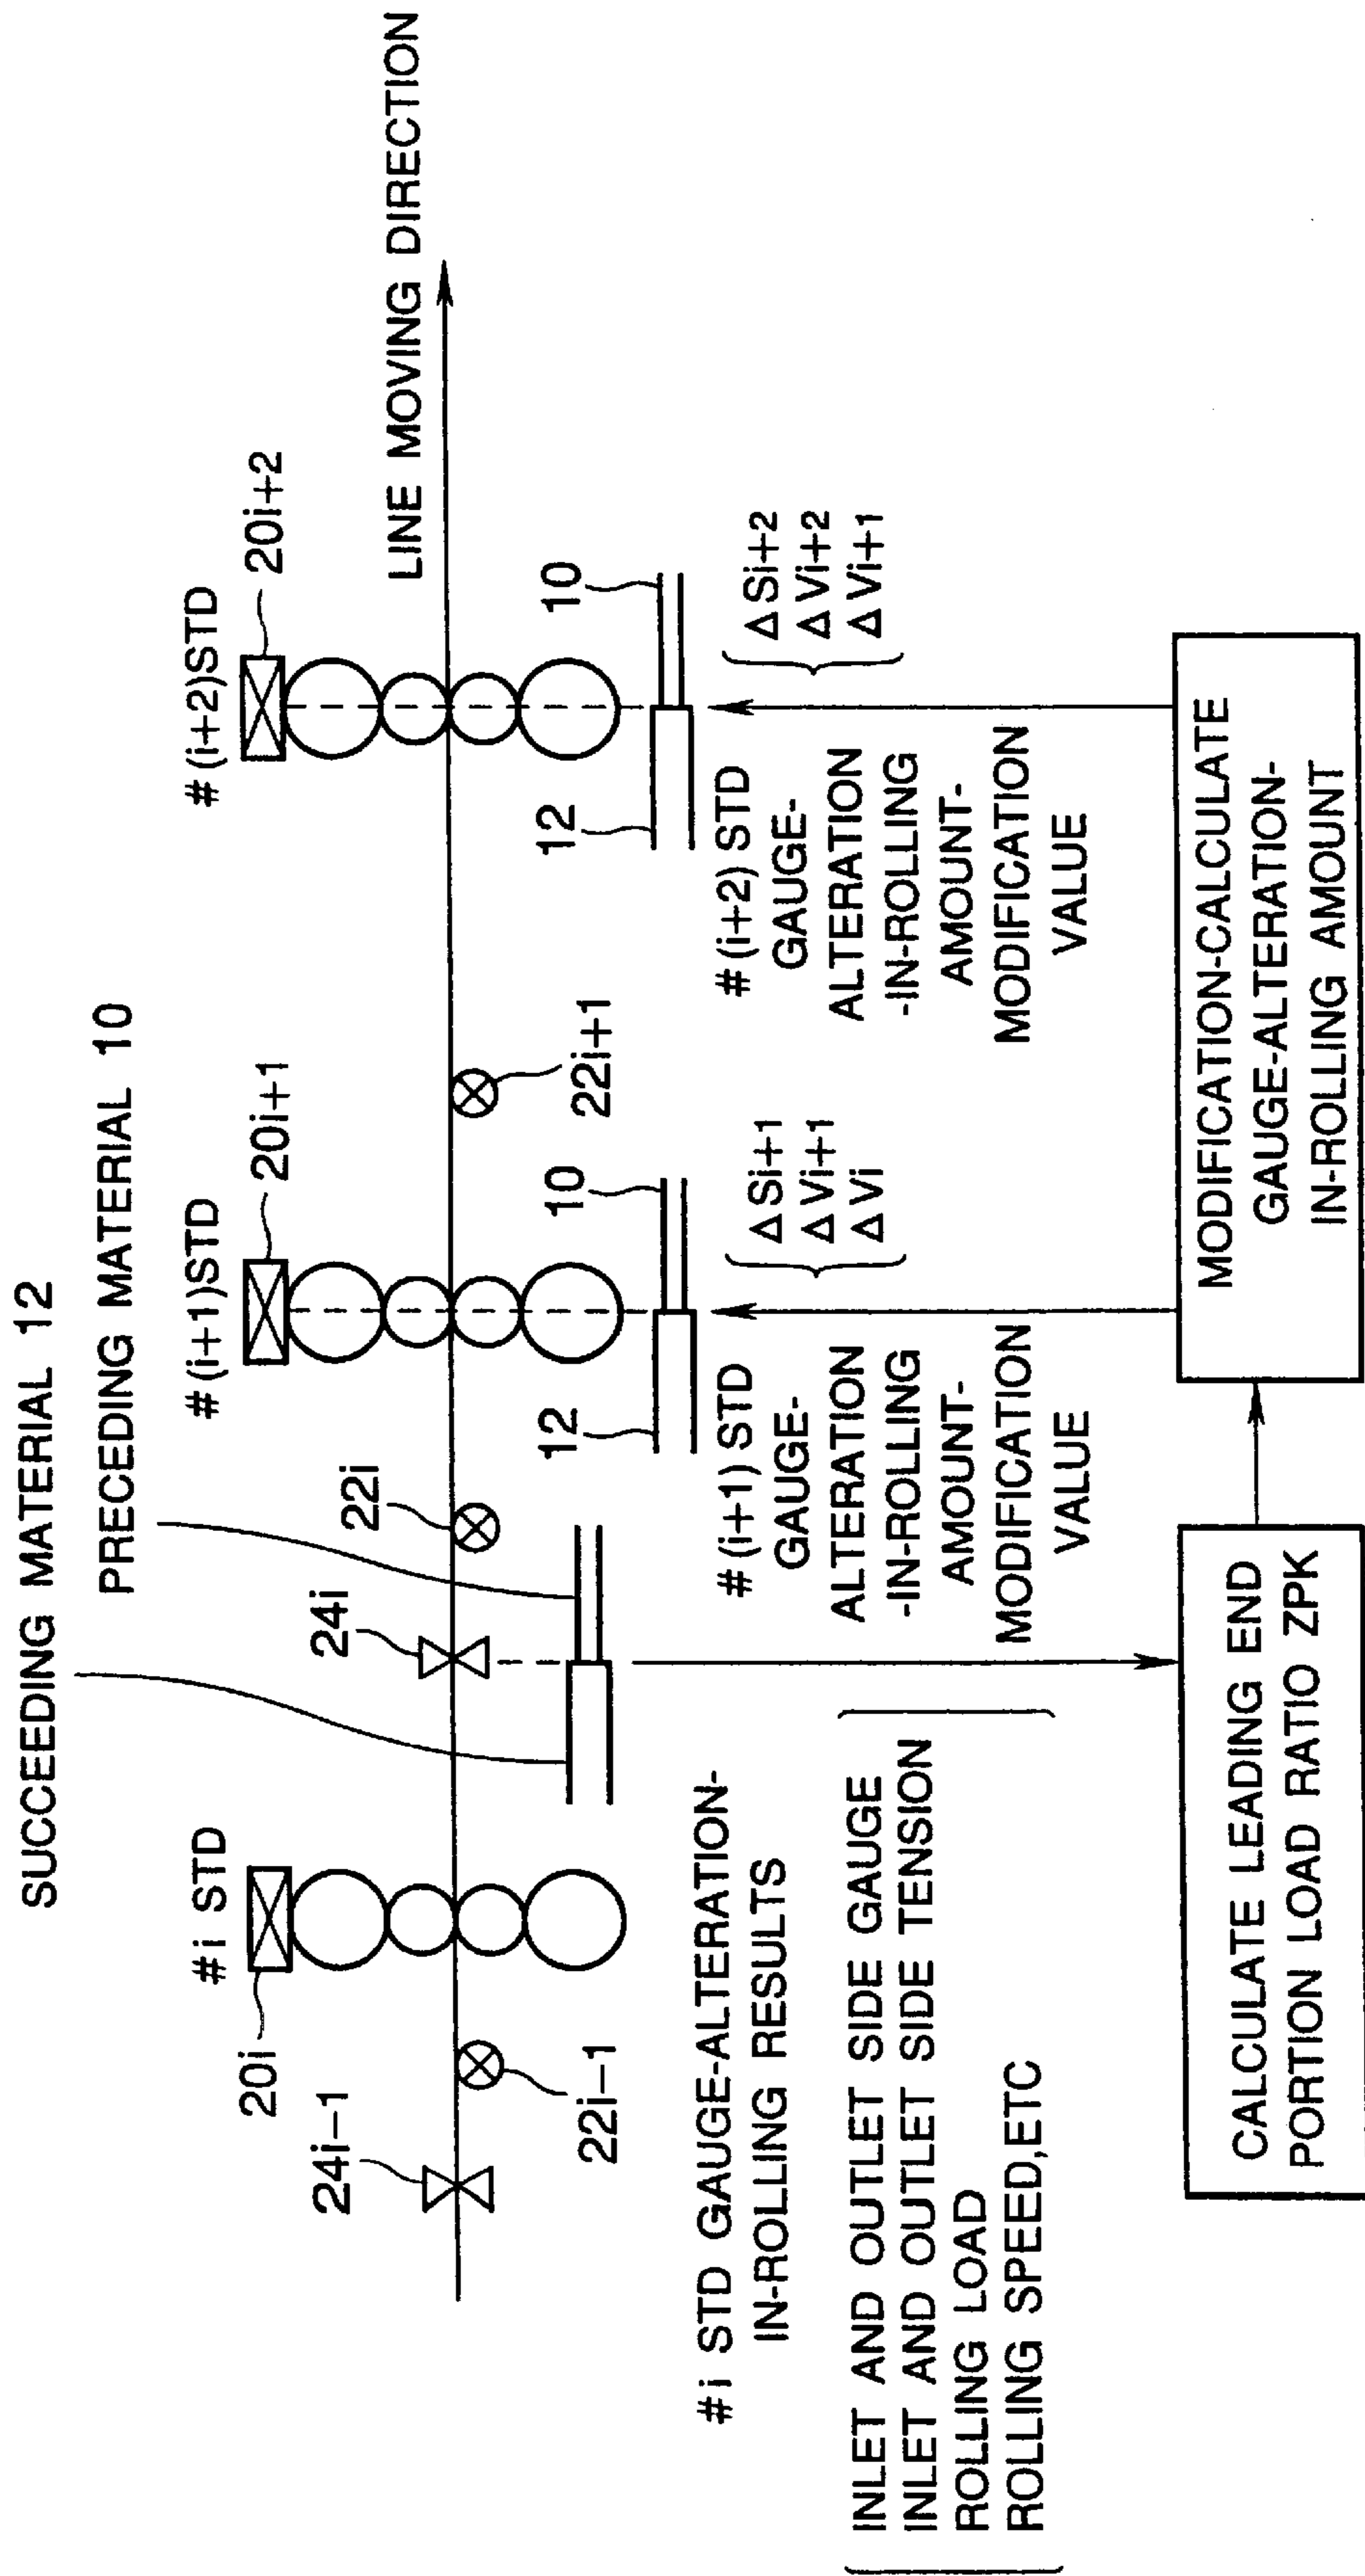 SUCCEEDING MATERIAL 12
PRECEDING MATERIAL 10
#i STD
#(i+1)STD
#(i+2)STD
20i
20i+1
20i+2
LINE MOVING DIRECTION
24i-1
22i-1
24i
22i
22i+1
12
10
12
10
#i STD GAUGE-ALTERATION-
IN-ROLLING RESULTS
INLET AND OUTLET SIDE GAUGE
INLET AND OUTLET SIDE TENSION
ROLLING LOAD
ROLLING SPEED,ETC
#(i+1) STD
GAUGE-
ALTERATION
-IN-ROLLING
AMOUNT-
MODIFICATION
VALUE
ΔSi+1
ΔVi+1
ΔVi
#(i+2) STD
GAUGE-
ALTERATION
-IN-ROLLING
AMOUNT-
MODIFICATION
VALUE
ΔSi+2
ΔVi+2
ΔVi+1
CALCULATE LEADING END
PORTION LOAD RATIO ZPK
MODIFICATION-CALCULATE
GAUGE-ALTERATION-
IN-ROLLING AMOUNT